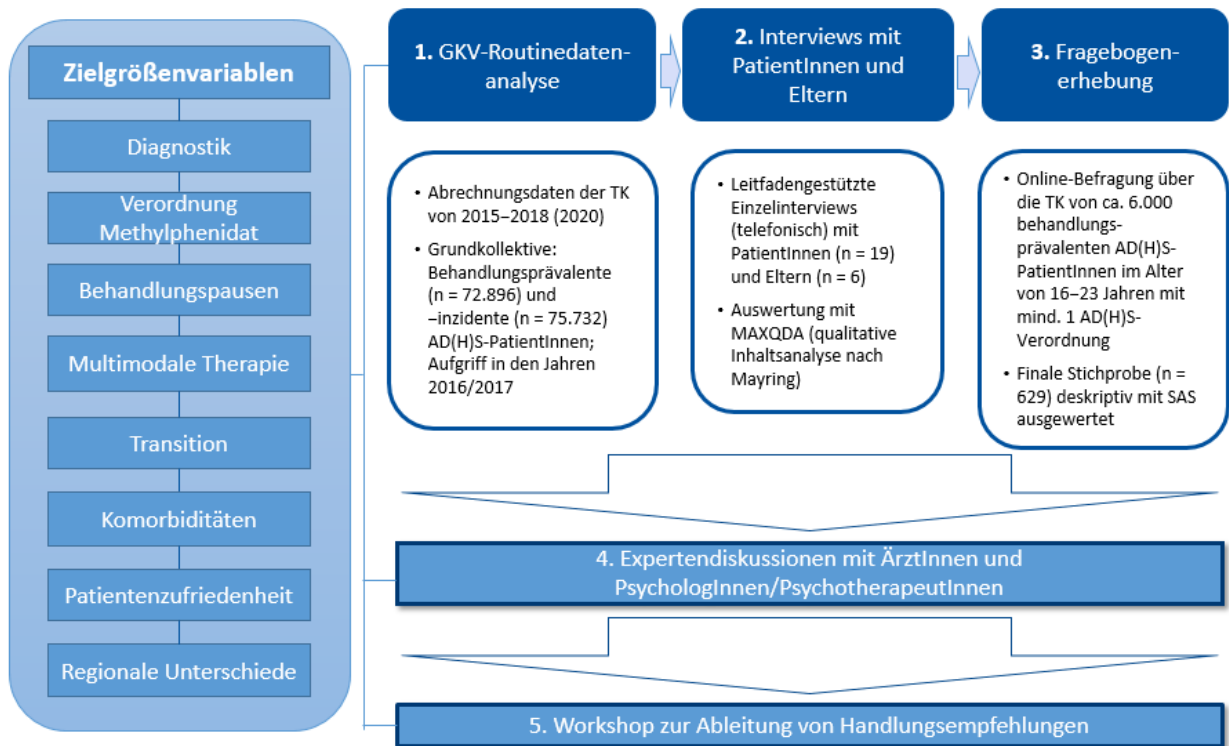 Zielgrößenvariablen
Diagnostik
Verordnung
Methylphenidat
Behandlungspausen
Multimodale Therapie
Transition
Komorbiditäten
Patientenzufriedenheit
Regionale Unterschiede
1. GKV-Routinedaten-
analyse
2. Interviews mit
PatientInnen und
Eltern
3. Fragebogen-
erhebung
• Abrechnungsdaten der TK
von 2015–2018 (2020)
• Grundkollektive:
Behandlungsprävalente
(n = 72.896) und
–inzidente (n = 75.732)
AD(H)S-PatientInnen;
Aufgriff in den Jahren
2016/2017
• Leitfadengestützte
Einzelinterviews
(telefonisch) mit
PatientInnen (n = 19)
und Eltern (n = 6)
• Auswertung mit
MAXQDA (qualitative
Inhaltsanalyse nach
Mayring)
• Online-Befragung über
die TK von ca. 6.000
behandlungs-
prävalenten AD(H)S-
PatientInnen im Alter
von 16–23 Jahren mit
mind. 1 AD(H)S-
Verordnung
• Finale Stichprobe (n =
629) deskriptiv mit SAS
ausgewertet
4. Expertendiskussionen mit ÄrztInnen und
PsychologInnen/PsychotherapeutInnen
5. Workshop zur Ableitung von Handlungsempfehlungen